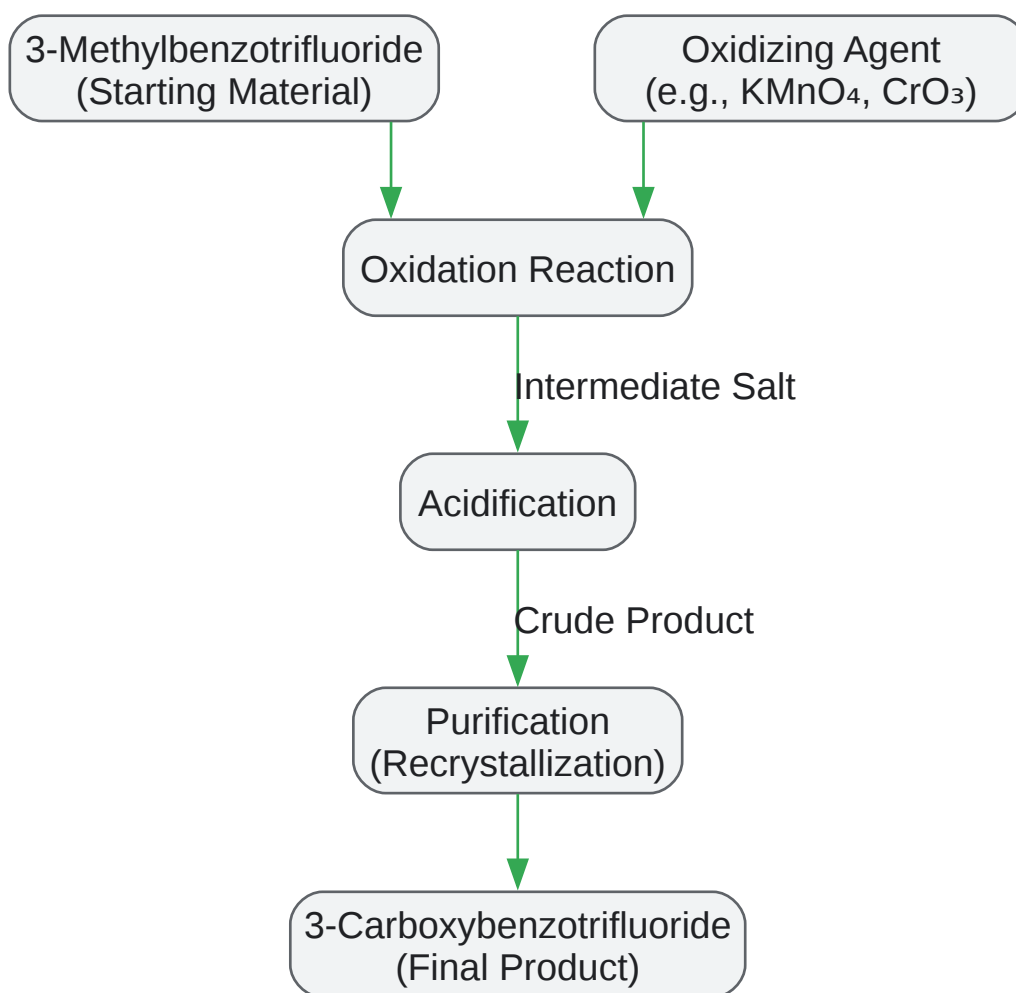 3-Methylbenzotrifluoride
(Starting Material)
Oxidizing Agent
(e.g., KMnO₄, CrO₃)
Oxidation Reaction
Intermediate Salt
Acidification
Crude Product
Purification
(Recrystallization)
3-Carboxybenzotrifluoride
(Final Product)